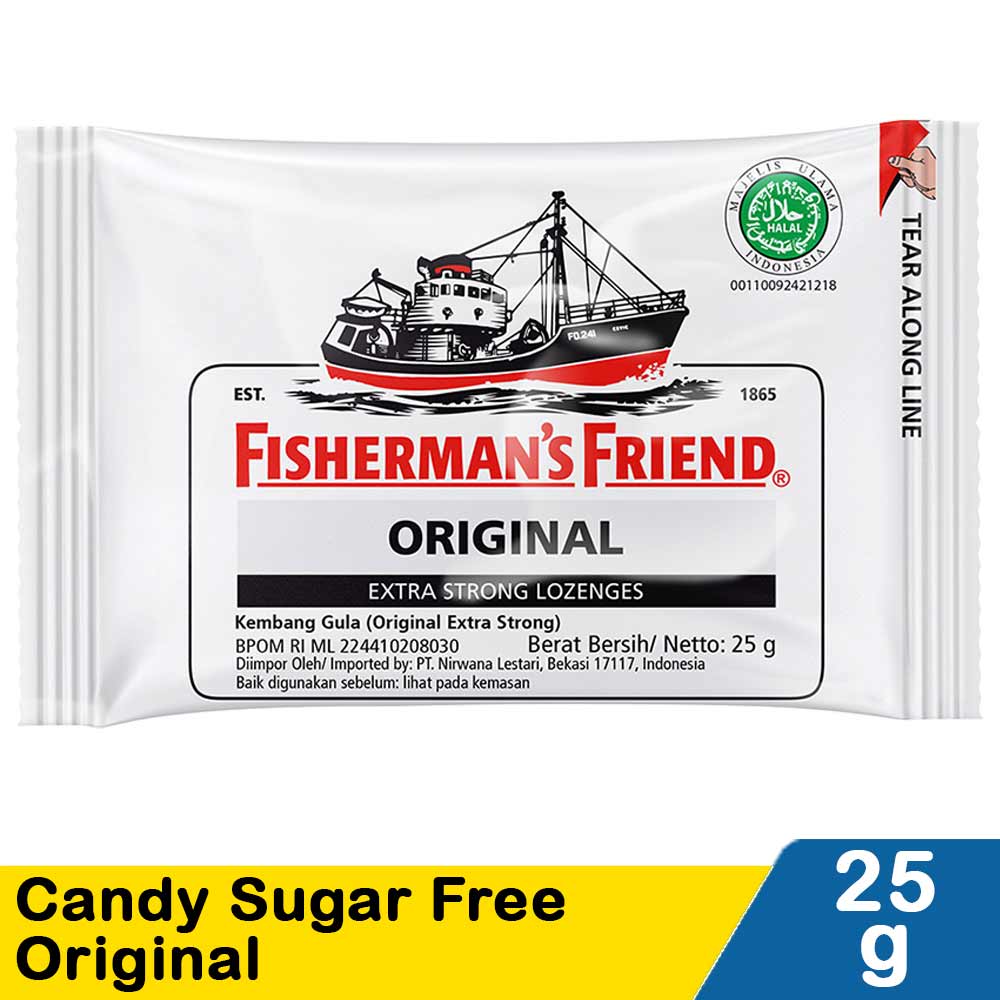 MAJELIS ULAMA
حلال
HALAL
INDONESIA
00110092421218
TEAR ALONG LINE
FD.241
EST. 1865
FISHERMAN'S FRIEND®
ORIGINAL
EXTRA STRONG LOZENGES
Kembang Gula (Original Extra Strong)
BPOM RI ML 224410208030 Berat Bersih/ Netto: 25 g
Diimpor Oleh/ Imported by: PT. Nirwana Lestari, Bekasi 17117, Indonesia
Baik digunakan sebelum: lihat pada kemasan
Candy Sugar Free
Original
25
g